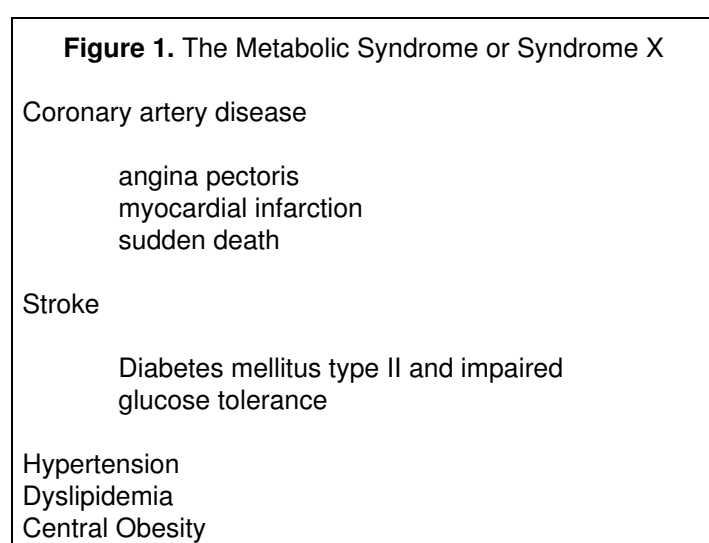 Figure 1. The Metabolic Syndrome or Syndrome X
Coronary artery disease
angina pectoris
myocardial infarction
sudden death
Stroke
Diabetes mellitus type II and impaired
glucose tolerance
Hypertension
Dyslipidemia
Central Obesity